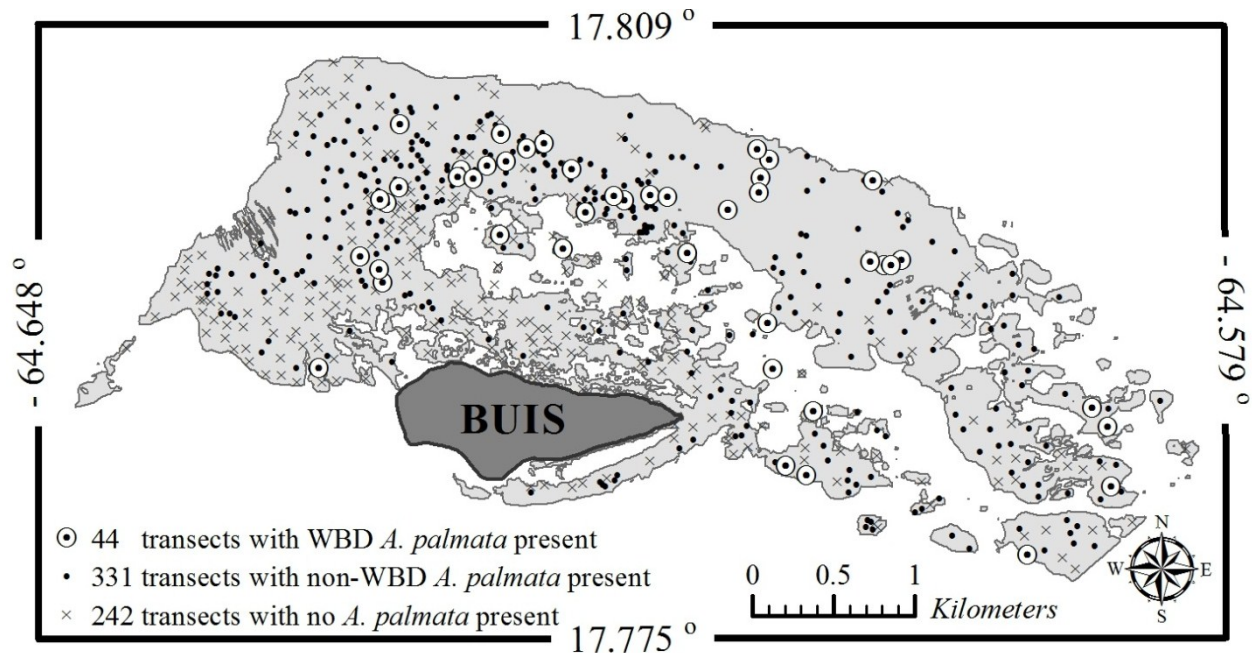 17.809 °
- 64.648 °
- 64.579 °
BUIS
44 transects with WBD A. palmata present
331 transects with non-WBD A. palmata present
242 transects with no A. palmata present
0 0.5 1
Kilometers
N
W E
S
17.775 °